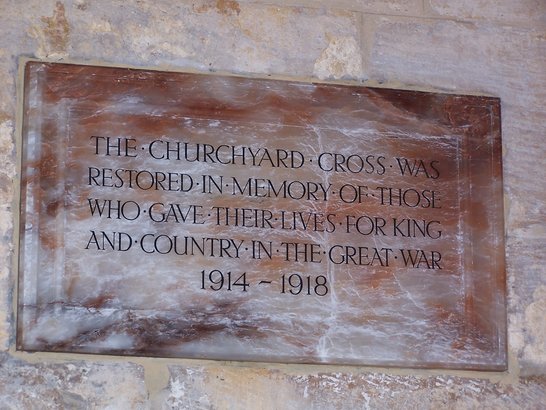 THE·CHURCHYARD·CROSS·WAS
RESTORED·IN·MEMORY·OF·THOSE
WHO·GAVE·THEIR·LIVES·FOR·KING
AND·COUNTRY·IN·THE·GREAT·WAR
1914 ~ 1918